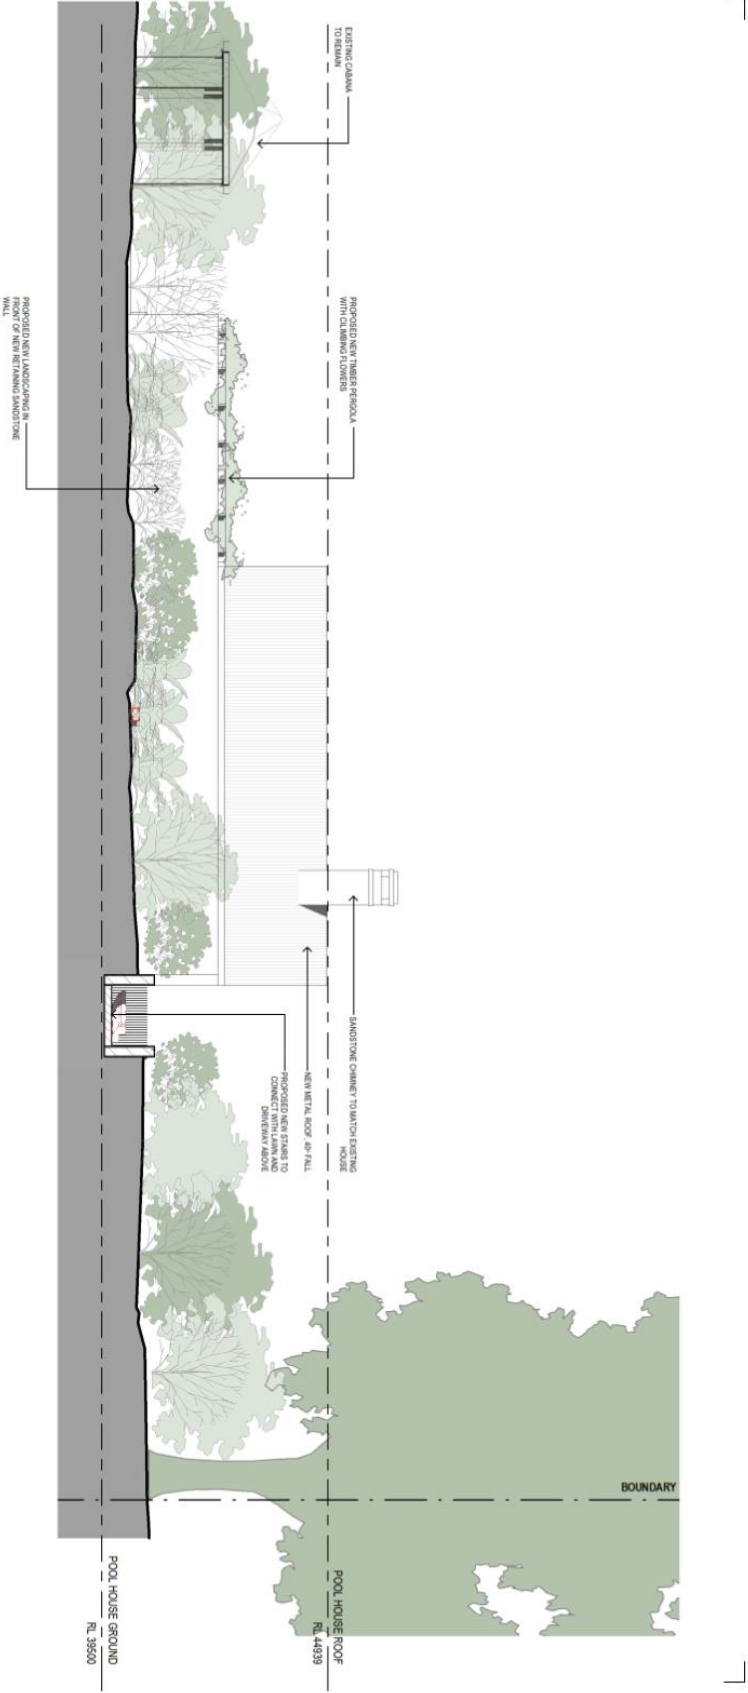 EXISTING CABANA
TO REMAIN
PROPOSED NEW TIMBER PERGOLA
WITH CLIMBING FLOWERS
PROPOSED NEW LANDSCAPING IN
FRONT OF NEW RETAINING SANDSTONE
WALL
SANDSTONE CHIMNEY TO MATCH EXISTING
HOUSE
NEW METAL ROOF, 40° FALL
PROPOSED NEW STAIRS TO
CONNECT WITH LAWN AND
DRIVEWAY ABOVE
BOUNDARY
POOL HOUSE ROOF
RL 44939
POOL HOUSE GROUND
RL 39500